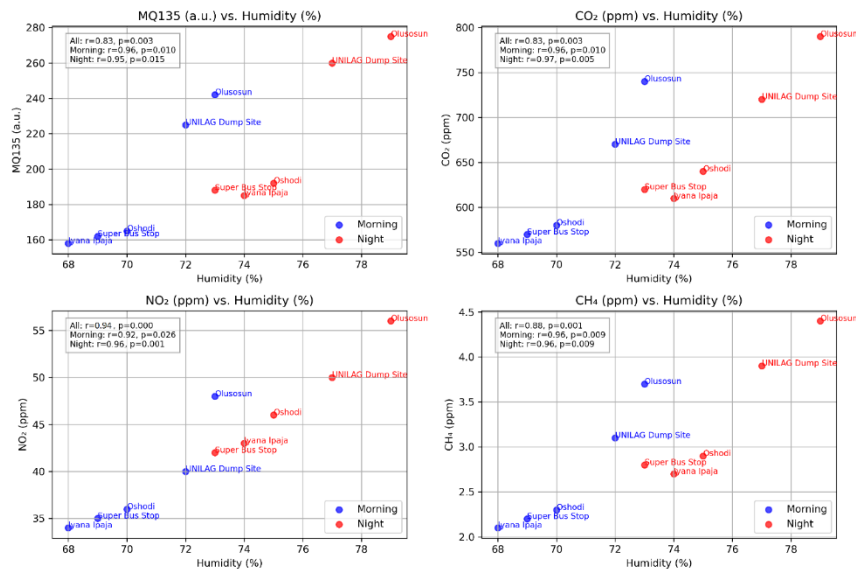 MQ135 (a.u.) vs. Humidity (%)
All: r=0.83, p=0.003
Morning: r=0.96, p=0.010
Night: r=0.95, p=0.015
280
260
240
220
200
180
160
MQ135 (a.u.)
Olusosun
UNILAG Dump Site
Olusosun
UNILAG Dump Site
Oshodi
Super Bus Stop
Iyana Ipaja
Oshodi
Super Bus Stop
Iyana Ipaja
Morning
Night
68 70 72 74 76 78
Humidity (%)
CO₂ (ppm) vs. Humidity (%)
All: r=0.83, p=0.003
Morning: r=0.96, p=0.010
Night: r=0.97, p=0.005
800
750
700
650
600
550
CO₂ (ppm)
Olusosun
Olusosun
UNILAG Dump Site
UNILAG Dump Site
Oshodi
Super Bus Stop
Iyana Ipaja
Oshodi
Super Bus Stop
Iyana Ipaja
Morning
Night
68 70 72 74 76 78
Humidity (%)
NO₂ (ppm) vs. Humidity (%)
All: r=0.94, p=0.000
Morning: r=0.92, p=0.026
Night: r=0.96, p=0.001
55
50
45
40
35
NO₂ (ppm)
Olusosun
UNILAG Dump Site
Olusosun
Oshodi
Iyana Ipaja
Super Bus Stop
UNILAG Dump Site
Oshodi
Super Bus Stop
Iyana Ipaja
Morning
Night
68 70 72 74 76 78
Humidity (%)
CH₄ (ppm) vs. Humidity (%)
All: r=0.88, p=0.001
Morning: r=0.96, p=0.009
Night: r=0.96, p=0.009
4.5
4.0
3.5
3.0
2.5
2.0
CH₄ (ppm)
Olusosun
UNILAG Dump Site
Olusosun
UNILAG Dump Site
Oshodi
Super Bus Stop
Iyana Ipaja
Oshodi
Super Bus Stop
Iyana Ipaja
Morning
Night
68 70 72 74 76 78
Humidity (%)